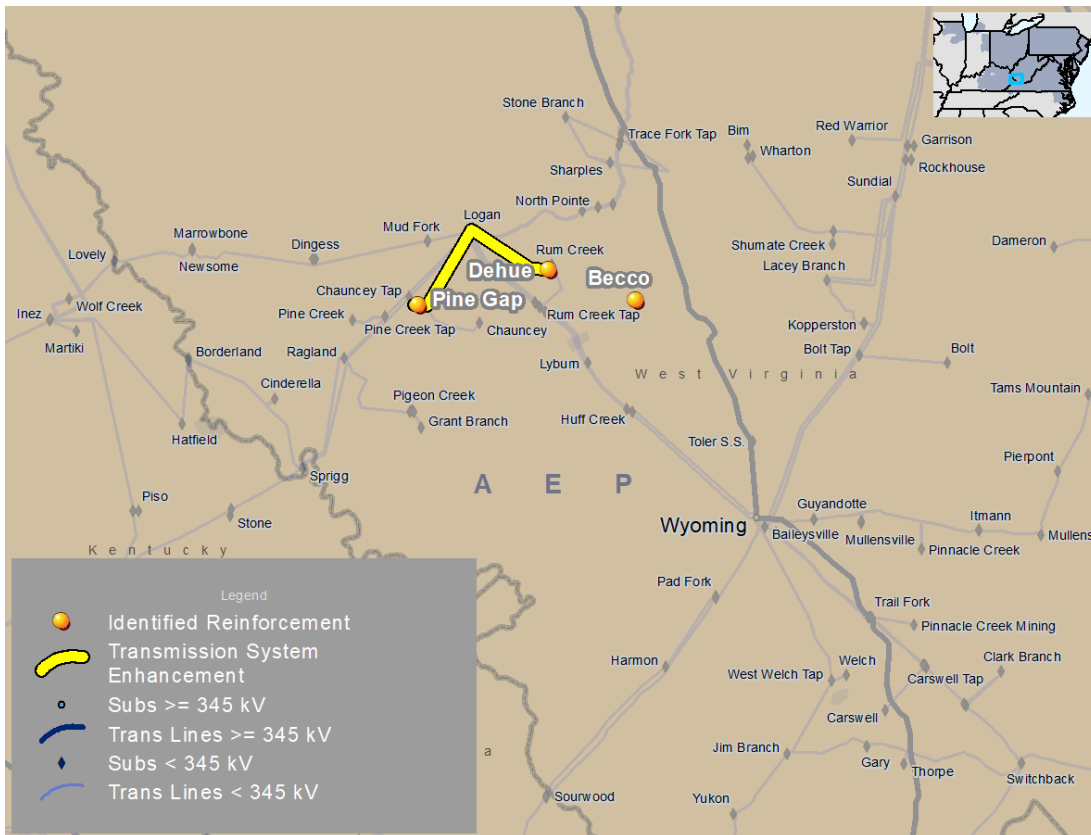 Stone Branch
Trace Fork Tap
Bim
Red Warrior
Garrison
Wharton
Rockhouse
Sharples
Sundial
North Pointe
Logan
Mud Fork
Marrowbone
Dingess
Rum Creek
Shumate Creek
Dameron
Lovely
Newsome
Dehue
Becco
Lacey Branch
Chauncey Tap
Pine Gap
Wolf Creek
Inez
Pine Creek
Rum Creek Tap
Kopperston
Martiki
Pine Creek Tap
Chauncey
Borderland
Ragland
Lyburn
Bolt Tap
Bolt
West Virginia
Cinderella
Pigeon Creek
Tams Mountain
Grant Branch
Huff Creek
Hatfield
Toler S.S.
Pierpont
Sprigg
A E P
Piso
Stone
Guyandotte
Wyoming
Itmann
Baileysville
Mullensville
Mullens
Kentucky
Pinnacle Creek
Pad Fork
Trail Fork
Pinnacle Creek Mining
Harmon
West Welch Tap
Welch
Clark Branch
Carswell Tap
Carswell
a
Jim Branch
Gary
Thorpe
Switchback
Sourwood
Yukon
Legend
Identified Reinforcement
Transmission System
Enhancement
Subs >= 345 kV
Trans Lines >= 345 kV
Subs < 345 kV
Trans Lines < 345 kV